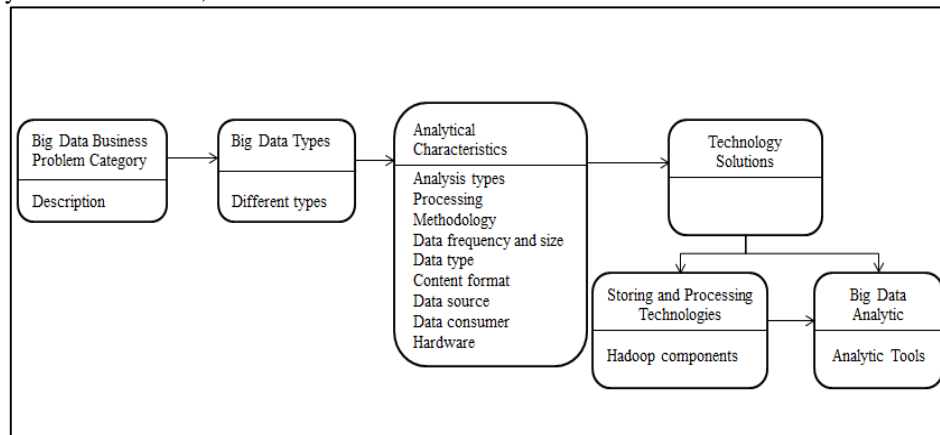 Big Data Business
Problem Category
Description
Big Data Types
Different types
Analytical
Characteristics
Analysis types
Processing
Methodology
Data frequency and size
Data type
Content format
Data source
Data consumer
Hardware
Technology
Solutions
Storing and Processing
Technologies
Hadoop components
Big Data
Analytic
Analytic Tools